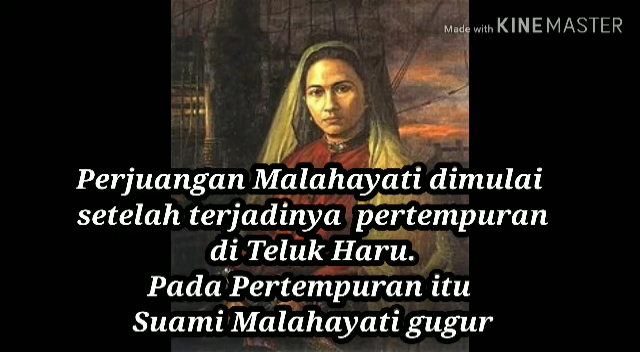 Made with KINEMASTER
Perjuangan Malahayati dimulai
setelah terjadinya pertempuran
di Teluk Haru.
Pada Pertempuran itu
Suami Malahayati gugur